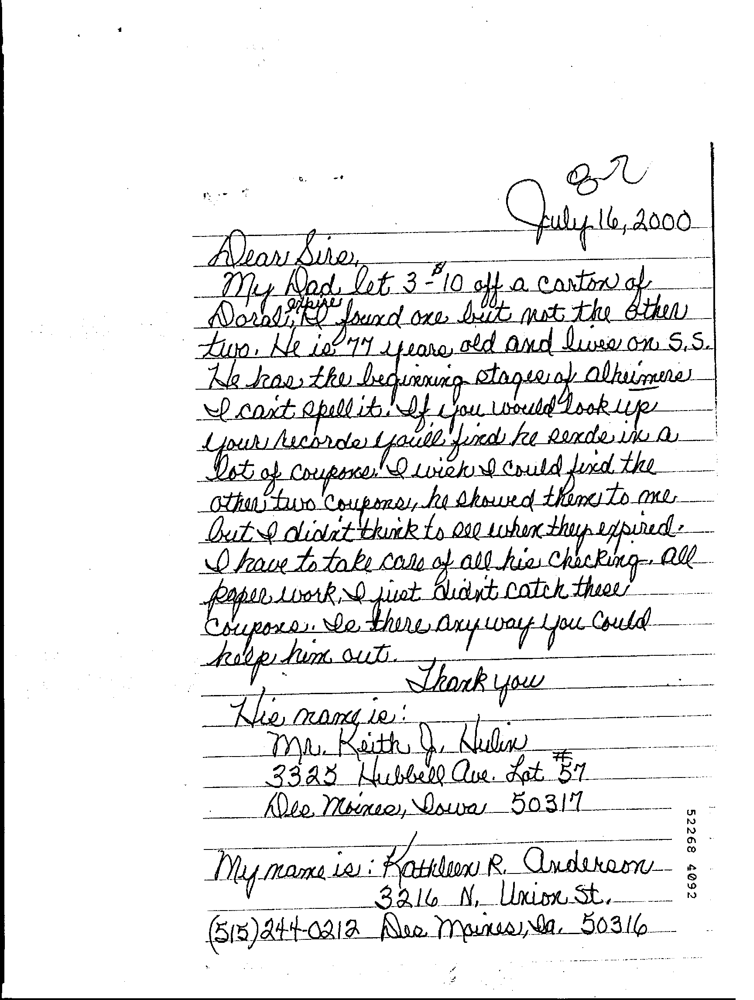 July 16, 2000
Dear Sirs,
My Dad let 3-$10 off a carton of
expire
Doral, I found one but not the other
two. He is 77 years old and lives on S.S.
He has the beginning stages of alheimers
I can't spell it. If you would look up
your records you'll find he sends in a
lot of coupons. I wish I could find the
other two coupons, he showed them to me
but I didn't think to see when they expired.
I have to take care of all his checking, all
paper work, I just didn't catch these
coupons. Is there anyway you could
help him out.
Thank you
His name is:
Mr. Keith J. Hulin
3323 Hubbell Ave. Lot #57
Des Moines, Iowa 50317
My name is: Kathleen R. Anderson
3216 N. Union St.
(515)244-0212 Des Moines, Ia. 50316
52268 4092